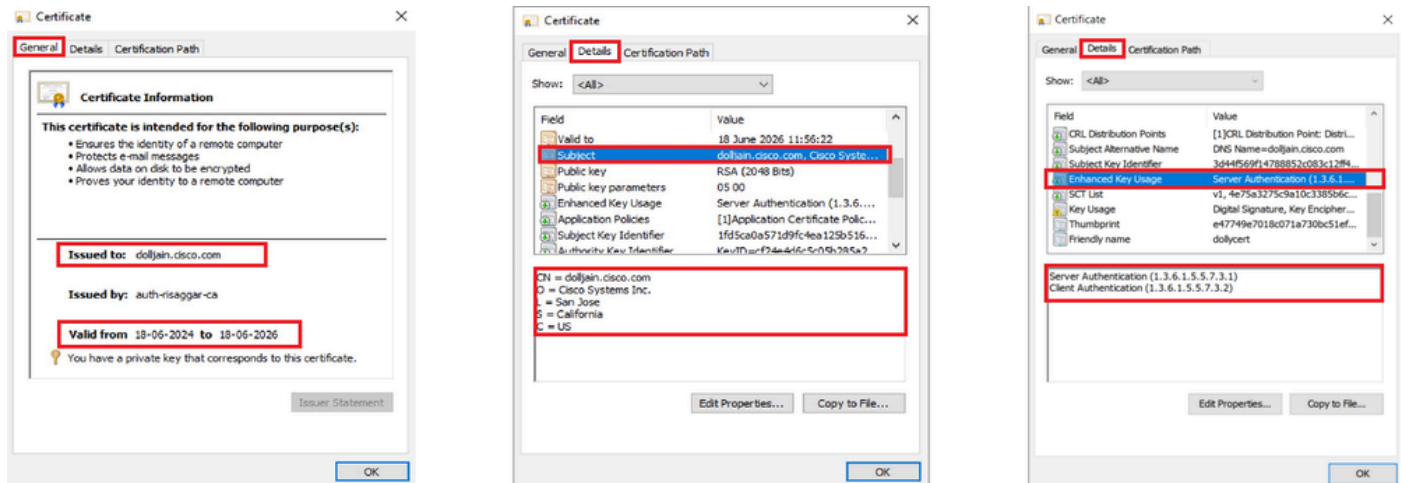 Certificate
General Details Certification Path
Certificate Information
This certificate is intended for the following purpose(s):
• Ensures the identity of a remote computer
• Protects e-mail messages
• Allows data on disk to be encrypted
• Proves your identity to a remote computer
Issued to: dolljain.cisco.com
Issued by: auth-risaggar-ca
Valid from 18-06-2024 to 18-06-2026
You have a private key that corresponds to this certificate.
Issuer Statement
OK
Certificate
General Details Certification Path
Show: <All>
Field Value
Valid to 18 June 2026 11:56:22
Subject dolljain.cisco.com, Cisco Syste...
Public key RSA (2048 Bits)
Public key parameters 05 00
Enhanced Key Usage Server Authentication (1.3.6....
Application Policies [1]Application Certificate Polic...
Subject Key Identifier 1fd5ca0a571d9fc4ea125b516...
Authority Key Identifier KeyID=cf24e4d6c5c05b285a2
CN = dolljain.cisco.com
O = Cisco Systems Inc.
L = San Jose
S = California
C = US
Edit Properties... Copy to File...
OK
Certificate
General Details Certification Path
Show: <All>
Field Value
CRL Distribution Points [1]CRL Distribution Point: Distri...
Subject Alternative Name DNS Name=dolljain.cisco.com
Subject Key Identifier 3d44f569f14788852c083c12ff4...
Enhanced Key Usage Server Authentication (1.3.6.1....
SCT List v1, 4e75a3275c9a10c3385b6c...
Key Usage Digital Signature, Key Encipher...
Thumbprint e47749e7018c071a730bc51ef...
Friendly name dollycert
Server Authentication (1.3.6.1.5.5.7.3.1)
Client Authentication (1.3.6.1.5.5.7.3.2)
Edit Properties... Copy to File...
OK